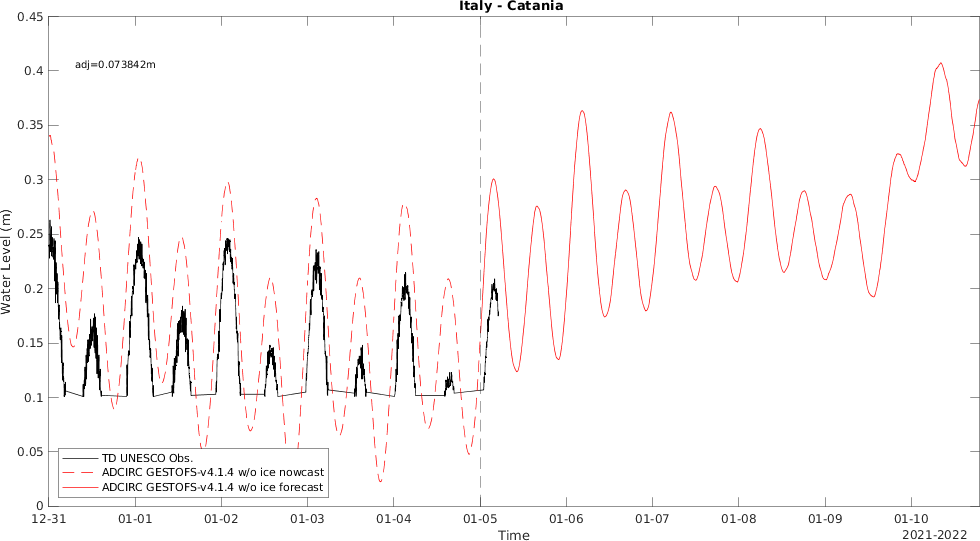 Italy - Catania
0.45
0.4
0.35
0.3
0.25
0.2
0.15
0.1
0.05
0
Water Level (m)
adj=0.073842m
TD UNESCO Obs.
ADCIRC GESTOFS-v4.1.4 w/o ice nowcast
ADCIRC GESTOFS-v4.1.4 w/o ice forecast
12-31 01-01 01-02 01-03 01-04 01-05 01-06 01-07 01-08 01-09 01-10
Time
2021-2022